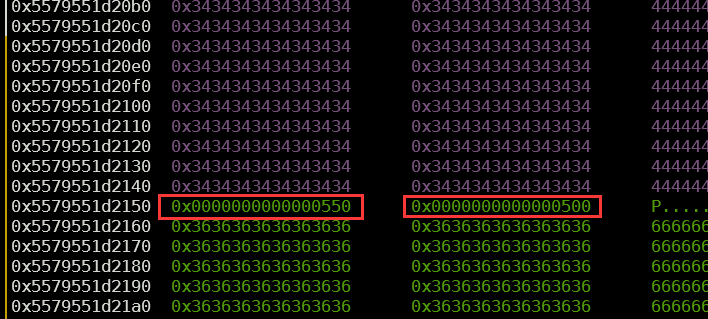 0x5579551d20b0 0x3434343434343434 0x3434343434343434 444444
0x5579551d20c0 0x3434343434343434 0x3434343434343434 444444
0x5579551d20d0 0x3434343434343434 0x3434343434343434 444444
0x5579551d20e0 0x3434343434343434 0x3434343434343434 444444
0x5579551d20f0 0x3434343434343434 0x3434343434343434 444444
0x5579551d2100 0x3434343434343434 0x3434343434343434 444444
0x5579551d2110 0x3434343434343434 0x3434343434343434 444444
0x5579551d2120 0x3434343434343434 0x3434343434343434 444444
0x5579551d2130 0x3434343434343434 0x3434343434343434 444444
0x5579551d2140 0x3434343434343434 0x3434343434343434 444444
0x5579551d2150 0x0000000000000550 0x0000000000000500 P.....
0x5579551d2160 0x3636363636363636 0x3636363636363636 666666
0x5579551d2170 0x3636363636363636 0x3636363636363636 666666
0x5579551d2180 0x3636363636363636 0x3636363636363636 666666
0x5579551d2190 0x3636363636363636 0x3636363636363636 666666
0x5579551d21a0 0x3636363636363636 0x3636363636363636 666666